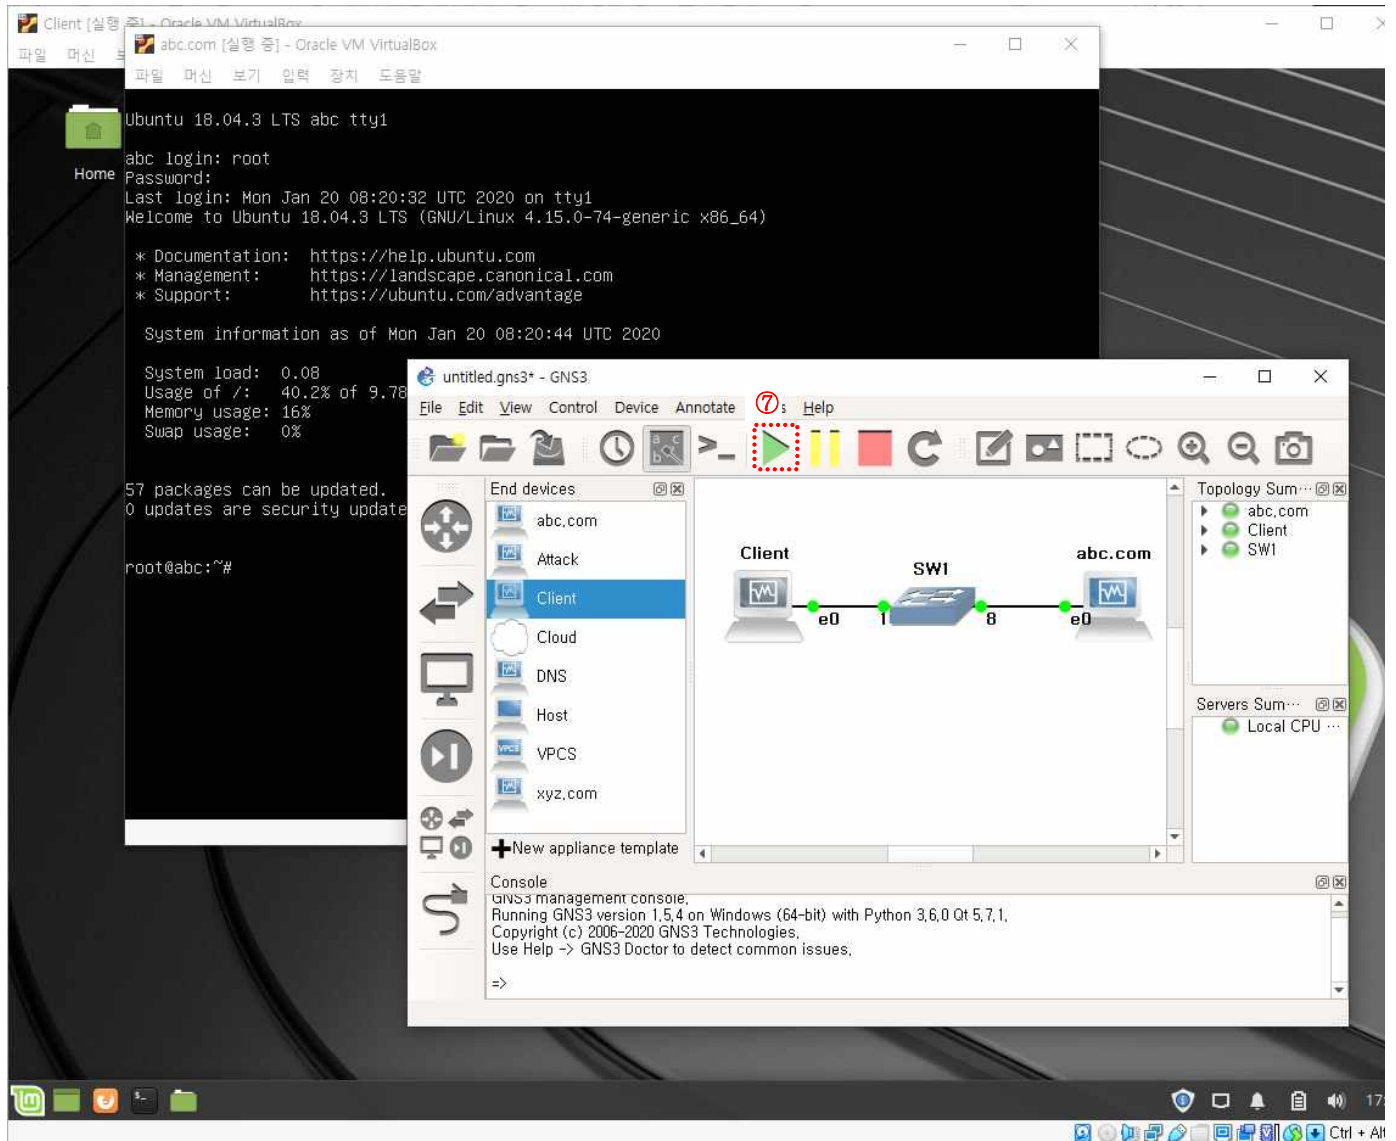 Client [실행 중] - Oracle VM VirtualBox
파일 머신
abc.com [실행 중] - Oracle VM VirtualBox
파일 머신 보기 입력 장치 도움말
Home
Ubuntu 18.04.3 LTS abc tty1
abc login: root
Password:
Last login: Mon Jan 20 08:20:32 UTC 2020 on tty1
Welcome to Ubuntu 18.04.3 LTS (GNU/Linux 4.15.0-74-generic x86_64)
* Documentation: https://help.ubuntu.com
* Management: https://landscape.canonical.com
* Support: https://ubuntu.com/advantage
System information as of Mon Jan 20 08:20:44 UTC 2020
System load: 0.08
Usage of /: 40.2% of 9.78
Memory usage: 16%
Swap usage: 0%
57 packages can be updated.
0 updates are security update
root@abc:~#
untitled.gns3* - GNS3
File Edit View Control Device Annotate ⑦ s Help
End devices
abc.com
Attack
Client
Cloud
DNS
Host
VPCS
xyz.com
New appliance template
Client
SW1
abc.com
e0 1 8 e0
Topology Sum···
abc.com
Client
SW1
Servers Sum···
Local CPU ···
Console
GNS3 management console.
Running GNS3 version 1.5.4 on Windows (64-bit) with Python 3.6.0 Qt 5.7.1.
Copyright (c) 2006-2020 GNS3 Technologies.
Use Help -> GNS3 Doctor to detect common issues.
=>
17:
Ctrl + Alt